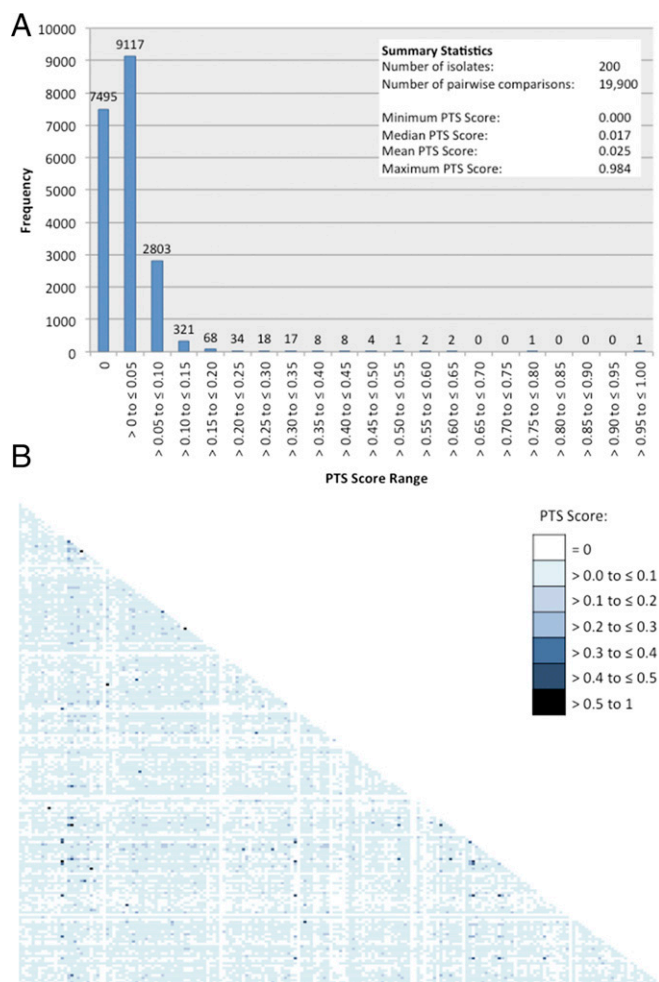 A
10000
9000
8000
7000
6000
5000
4000
3000
2000
1000
0
Frequency
7495
9117
2803
321
68
34
18
17
8
8
4
1
2
2
0
0
1
0
0
0
1
Summary Statistics
Number of isolates: 200
Number of pairwise comparisons: 19,900
Minimum PTS Score: 0.000
Median PTS Score: 0.017
Mean PTS Score: 0.025
Maximum PTS Score: 0.984
0
> 0 to ≤ 0.05
> 0.05 to ≤ 0.10
> 0.10 to ≤ 0.15
> 0.15 to ≤ 0.20
> 0.20 to ≤ 0.25
> 0.25 to ≤ 0.30
> 0.30 to ≤ 0.35
> 0.35 to ≤ 0.40
> 0.40 to ≤ 0.45
> 0.45 to ≤ 0.50
> 0.50 to ≤ 0.55
> 0.55 to ≤ 0.60
> 0.60 to ≤ 0.65
> 0.65 to ≤ 0.70
> 0.70 to ≤ 0.75
> 0.75 to ≤ 0.80
> 0.80 to ≤ 0.85
> 0.85 to ≤ 0.90
> 0.90 to ≤ 0.95
> 0.95 to ≤ 1.00
PTS Score Range
B
PTS Score:
= 0
> 0.0 to ≤ 0.1
> 0.1 to ≤ 0.2
> 0.2 to ≤ 0.3
> 0.3 to ≤ 0.4
> 0.4 to ≤ 0.5
> 0.5 to 1